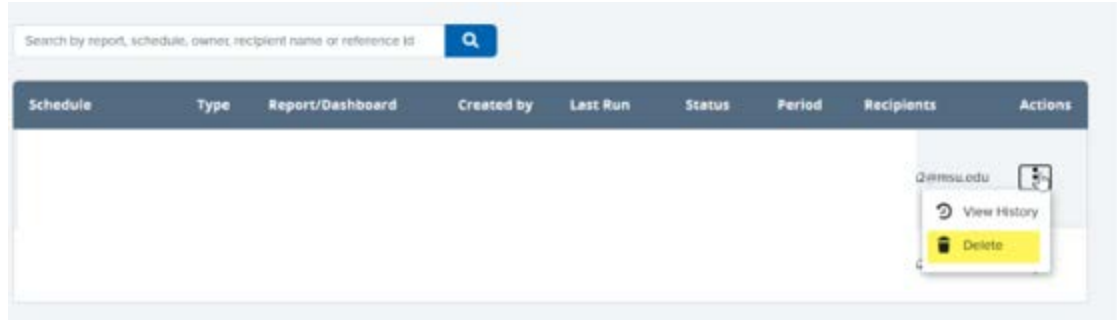 Search by report, schedule, owner, recipient name or reference Id
Schedule Type Report/Dashboard Created by Last Run Status Period Recipients Actions
2@msu.edu
View History
Delete